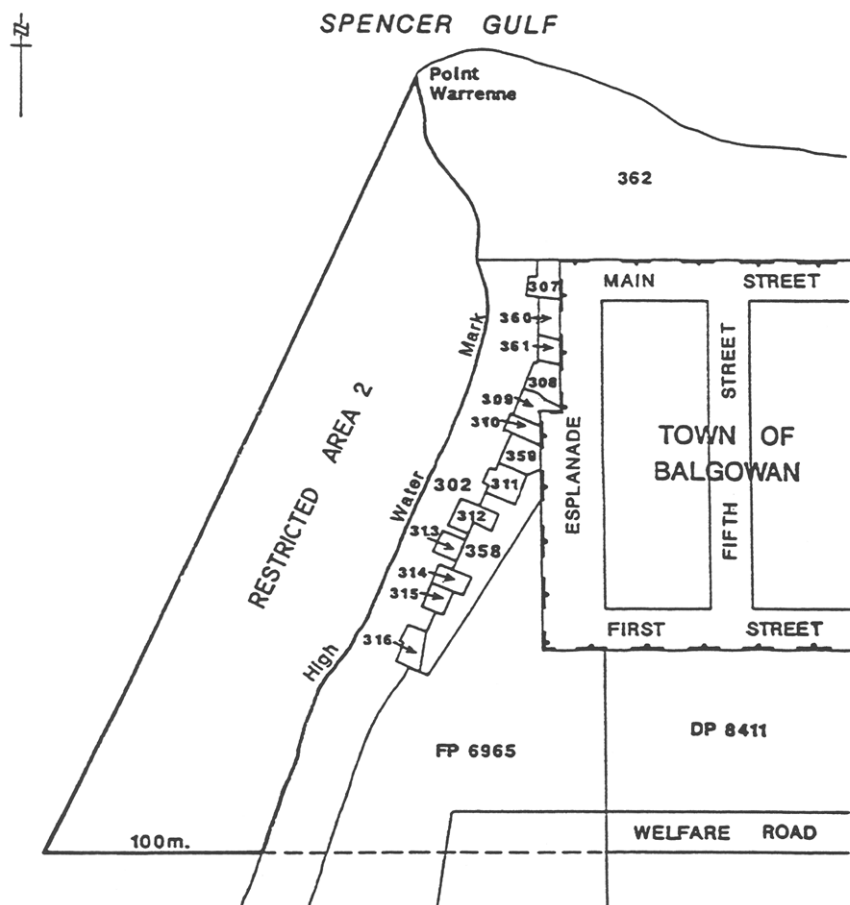 SPENCER GULF
N
Point
Warrenne
362
307
MAIN STREET
360
Mark
361
308
STREET
309
310
RESTRICTED AREA 2
TOWN OF
BALGOWAN
359
ESPLANADE
302
311
Water
312
313
358
FIFTH
314
315
FIRST STREET
316
High
DP 8411
FP 6965
100m.
WELFARE ROAD